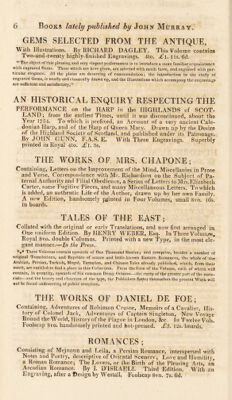 6 BOOKS lately published by JOHN MURRAY.
GEMS SELECTED FROM THE ANTIQUE,
With Illustrations. By RICHARD DAGLEY. This Volume contains
Two-and-twenty highly-finished Engravings. 4to. £1. 11s. 6d.
AN HISTORICAL ENQUIRY RESPECTING THE
PERFORMANCE on the HARP in the HIGHLANDS of SCOT-
LAND; from the earliest Times, until it was discontinued, about the
Year 1734. To which is prefixed, an Account of a very ancient Cale-
donian Harp, and of the Harp of Queen Mary. Drawn up by the Desire
of the Highland Society of Scotland, and published under its Patronage.
By JOHN GUNN, F.A.S.E. With Three Engravings. Superbly
printed in Royal 4to. £1. 1s.
THE WORKS OF MRS. CHAPONE;
Containing, Letters on the Improvement of the Mind, Miscellanies in Prose
and Verse, Correspondence with Mr. Richardson on the Subject of Pa-
rental Authority and Filial Obedience, a Series of Letters to Mrs. Elizabeth
Carter, some Fugitive Pieces, and many Miscellaneous Letters. To which
is added, an authentic Life of the Author, drawn up by her own Family.
A new Edition, handsomely printed in Four Volumes, small 8vo. 16s.
in boards.
TALES OF THE EAST;
Collated with the original or early Translations, and now first arranged in
One uniform Edition. By HENRY WEBER, Esq. In Three Volumes,
Royal 8vo. double Columns. Printed with a new Type, in the most ele-
gant manner.—In the Press.
THE WORKS OF DANIEL DE FOE;
Containing, Adventures of Robinson Crusoe, Memoirs of a Cavalier, His-
tory of Colonel Jack, Adventures of Captain Singleton, New Voyage
Round the World, History of the Plague in London, &c. In Twelve Vols.
Foolscap 8vo. handsomely printed and hot-pressed. £3. 12s. boards.
ROMANCES;
Consisting of Mejnoun and Leila, a Persian Romance, interspersed with
Notes and Poetry, descriptive of Oriental Scenery, Love and Humility,
a Roman Romance; The Lovers, or the Birth of the Pleasing Arts, an
Arcadian Romance. By I. D'ISRAELI. Third Edition. With an
Engraving, after a Design by Westall. Foolscap 8vo. 7s. 6d.